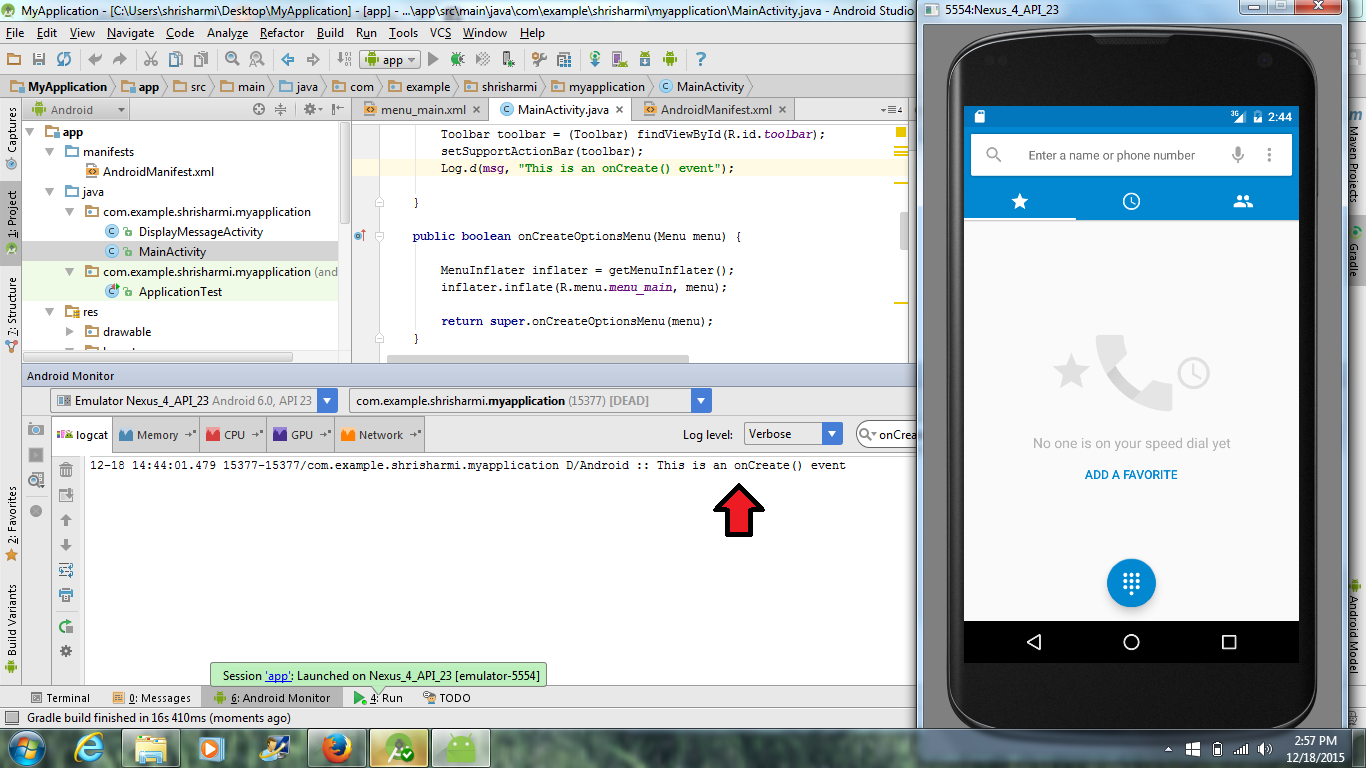 MyApplication - [C:\Users\shrisharmi\Desktop\MyApplication] - [app] - ...\app\src\main\java\com\example\shrisharmi\myapplication\MainActivity.java - Android Studio
File Edit View Navigate Code Analyze Refactor Build Run Tools VCS Window Help
app
MyApplication app src main java com example shrisharmi myapplication MainActivity
Captures
1: Project
7: Structure
2: Favorites
Build Variants
Android
app
manifests
AndroidManifest.xml
java
com.example.shrisharmi.myapplication
DisplayMessageActivity
MainActivity
com.example.shrisharmi.myapplication (and
ApplicationTest
res
drawable
menu_main.xml MainActivity.java AndroidManifest.xml
4
Toolbar toolbar = (Toolbar) findViewById(R.id.toolbar);
setSupportActionBar(toolbar);
Log.d(msg, "This is an onCreate() event");
}
public boolean onCreateOptionsMenu(Menu menu) {
MenuInflater inflater = getMenuInflater();
inflater.inflate(R.menu.menu_main, menu);
return super.onCreateOptionsMenu(menu);
}
Android Monitor
Emulator Nexus_4_API_23 Android 6.0, API 23
com.example.shrisharmi.myapplication (15377) [DEAD]
logcat Memory CPU GPU Network
Log level: Verbose
onCrea
12-18 14:44:01.479 15377-15377/com.example.shrisharmi.myapplication D/Android :: This is an onCreate() event
Session 'app': Launched on Nexus_4_API_23 [emulator-5554]
Terminal 0: Messages 6: Android Monitor 4: Run TODO
Gradle build finished in 16s 410ms (moments ago)
5554:Nexus_4_API_23
3G 2:44
Enter a name or phone number
No one is on your speed dial yet
ADD A FAVORITE
Maven Projects
Gradle
Android Model
2:57 PM
12/18/2015